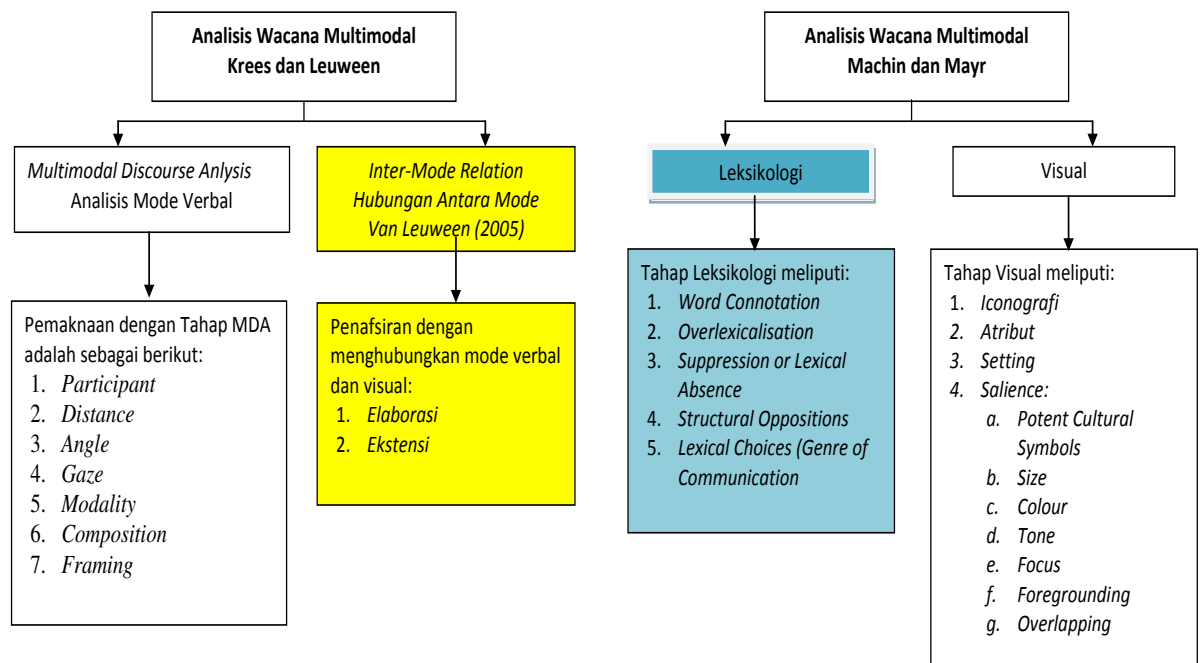 Analisis Wacana Multimodal
Krees dan Leuween
Multimodal Discourse Anlysis
Analisis Mode Verbal
Inter-Mode Relation
Hubungan Antara Mode
Van Leuween (2005)
Pemaknaan dengan Tahap MDA
adalah sebagai berikut:
1. Participant
2. Distance
3. Angle
4. Gaze
5. Modality
6. Composition
7. Framing
Penafsiran dengan
menghubungkan mode verbal
dan visual:
1. Elaborasi
2. Ekstensi
Analisis Wacana Multimodal
Machin dan Mayr
Leksikologi
Visual
Tahap Leksikologi meliputi:
1. Word Connotation
2. Overlexicalisation
3. Suppression or Lexical
Absence
4. Structural Oppositions
5. Lexical Choices (Genre of
Communication
Tahap Visual meliputi:
1. Iconografi
2. Atribut
3. Setting
4. Salience:
a. Potent Cultural
Symbols
b. Size
c. Colour
d. Tone
e. Focus
f. Foregrounding
g. Overlapping